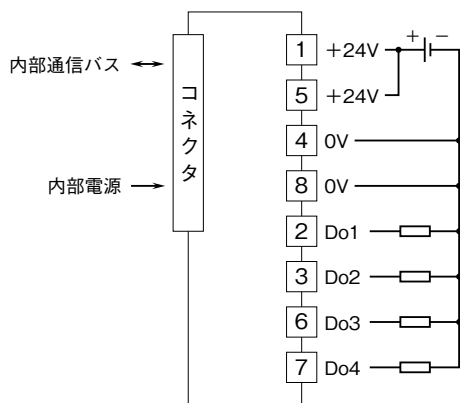 内部通信バス
内部電源
コネクタ
1 +24V + −
5 +24V
4 0V
8 0V
2 Do1
3 Do2
6 Do3
7 Do4